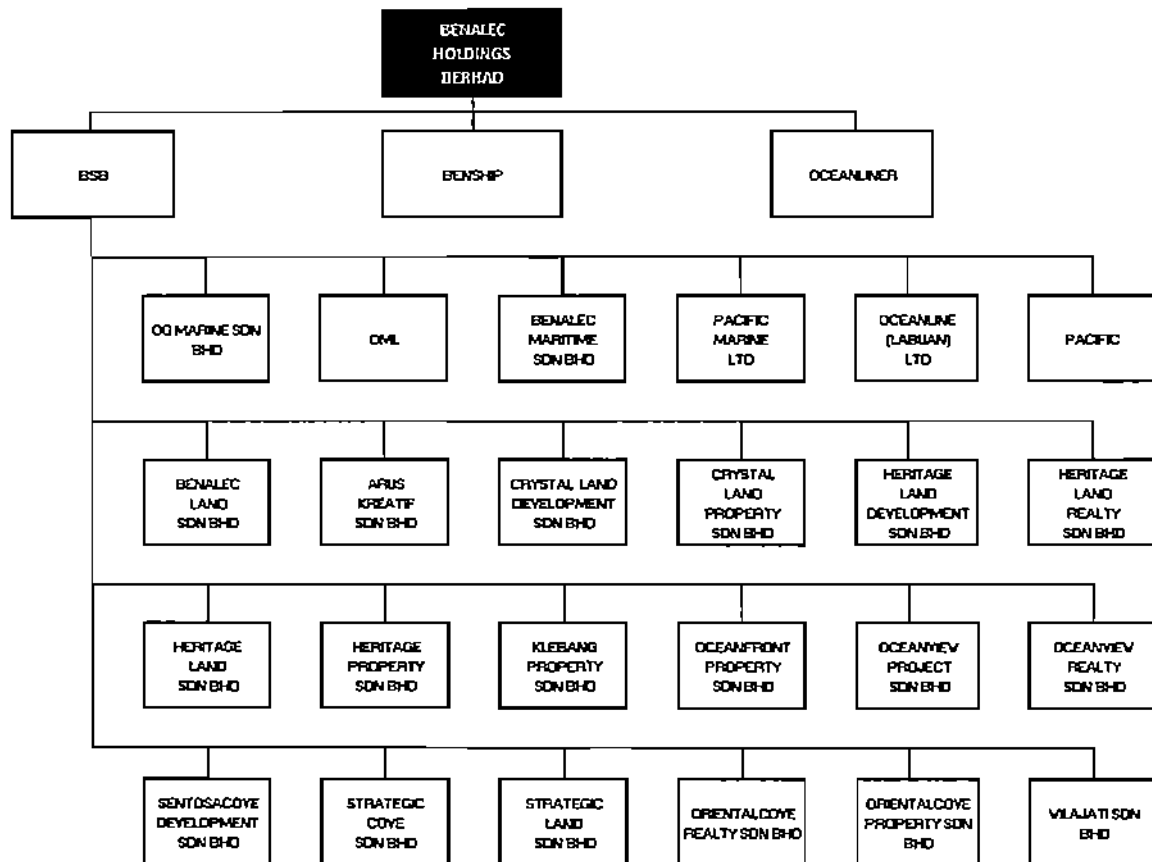 BENALEC
HOLDINGS
BERHAD
BSB
BENSHIP
OCEANLINER
OG MARINE SDN
BHD
OML
BENALEC
MARITIME
SDN BHD
PACIFIC
MARINE
LTD
OCEANLINE
(LABUAN)
LTD
PACIFIC
BENALEC
LAND
SDN BHD
ARUS
KREATIF
SDN BHD
CRYSTAL LAND
DEVELOPMENT
SDN BHD
CRYSTAL
LAND
PROPERTY
SDN BHD
HERITAGE
LAND
DEVELOPMENT
SDN BHD
HERITAGE
LAND
REALTY
SDN BHD
HERITAGE
LAND
SDN BHD
HERITAGE
PROPERTY
SDN BHD
KLEBANG
PROPERTY
SDN BHD
OCEANFRONT
PROPERTY
SDN BHD
OCEANVIEW
PROJECT
SDN BHD
OCEANVIEW
REALTY
SDN BHD
SENTOSACOVE
DEVELOPMENT
SDN BHD
STRATEGIC
COVE
SDN BHD
STRATEGIC
LAND
SDN BHD
ORIENTALCOVE
REALTY SDN BHD
ORIENTALCOVE
PROPERTY SDN
BHD
WILAJATI SDN
BHD